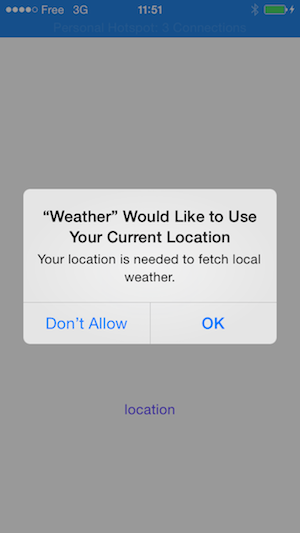 Free 3G 11:51
Personal Hotspot: 3 Connections
“Weather” Would Like to Use
Your Current Location
Your location is needed to fetch local
weather.
Don’t Allow OK
location